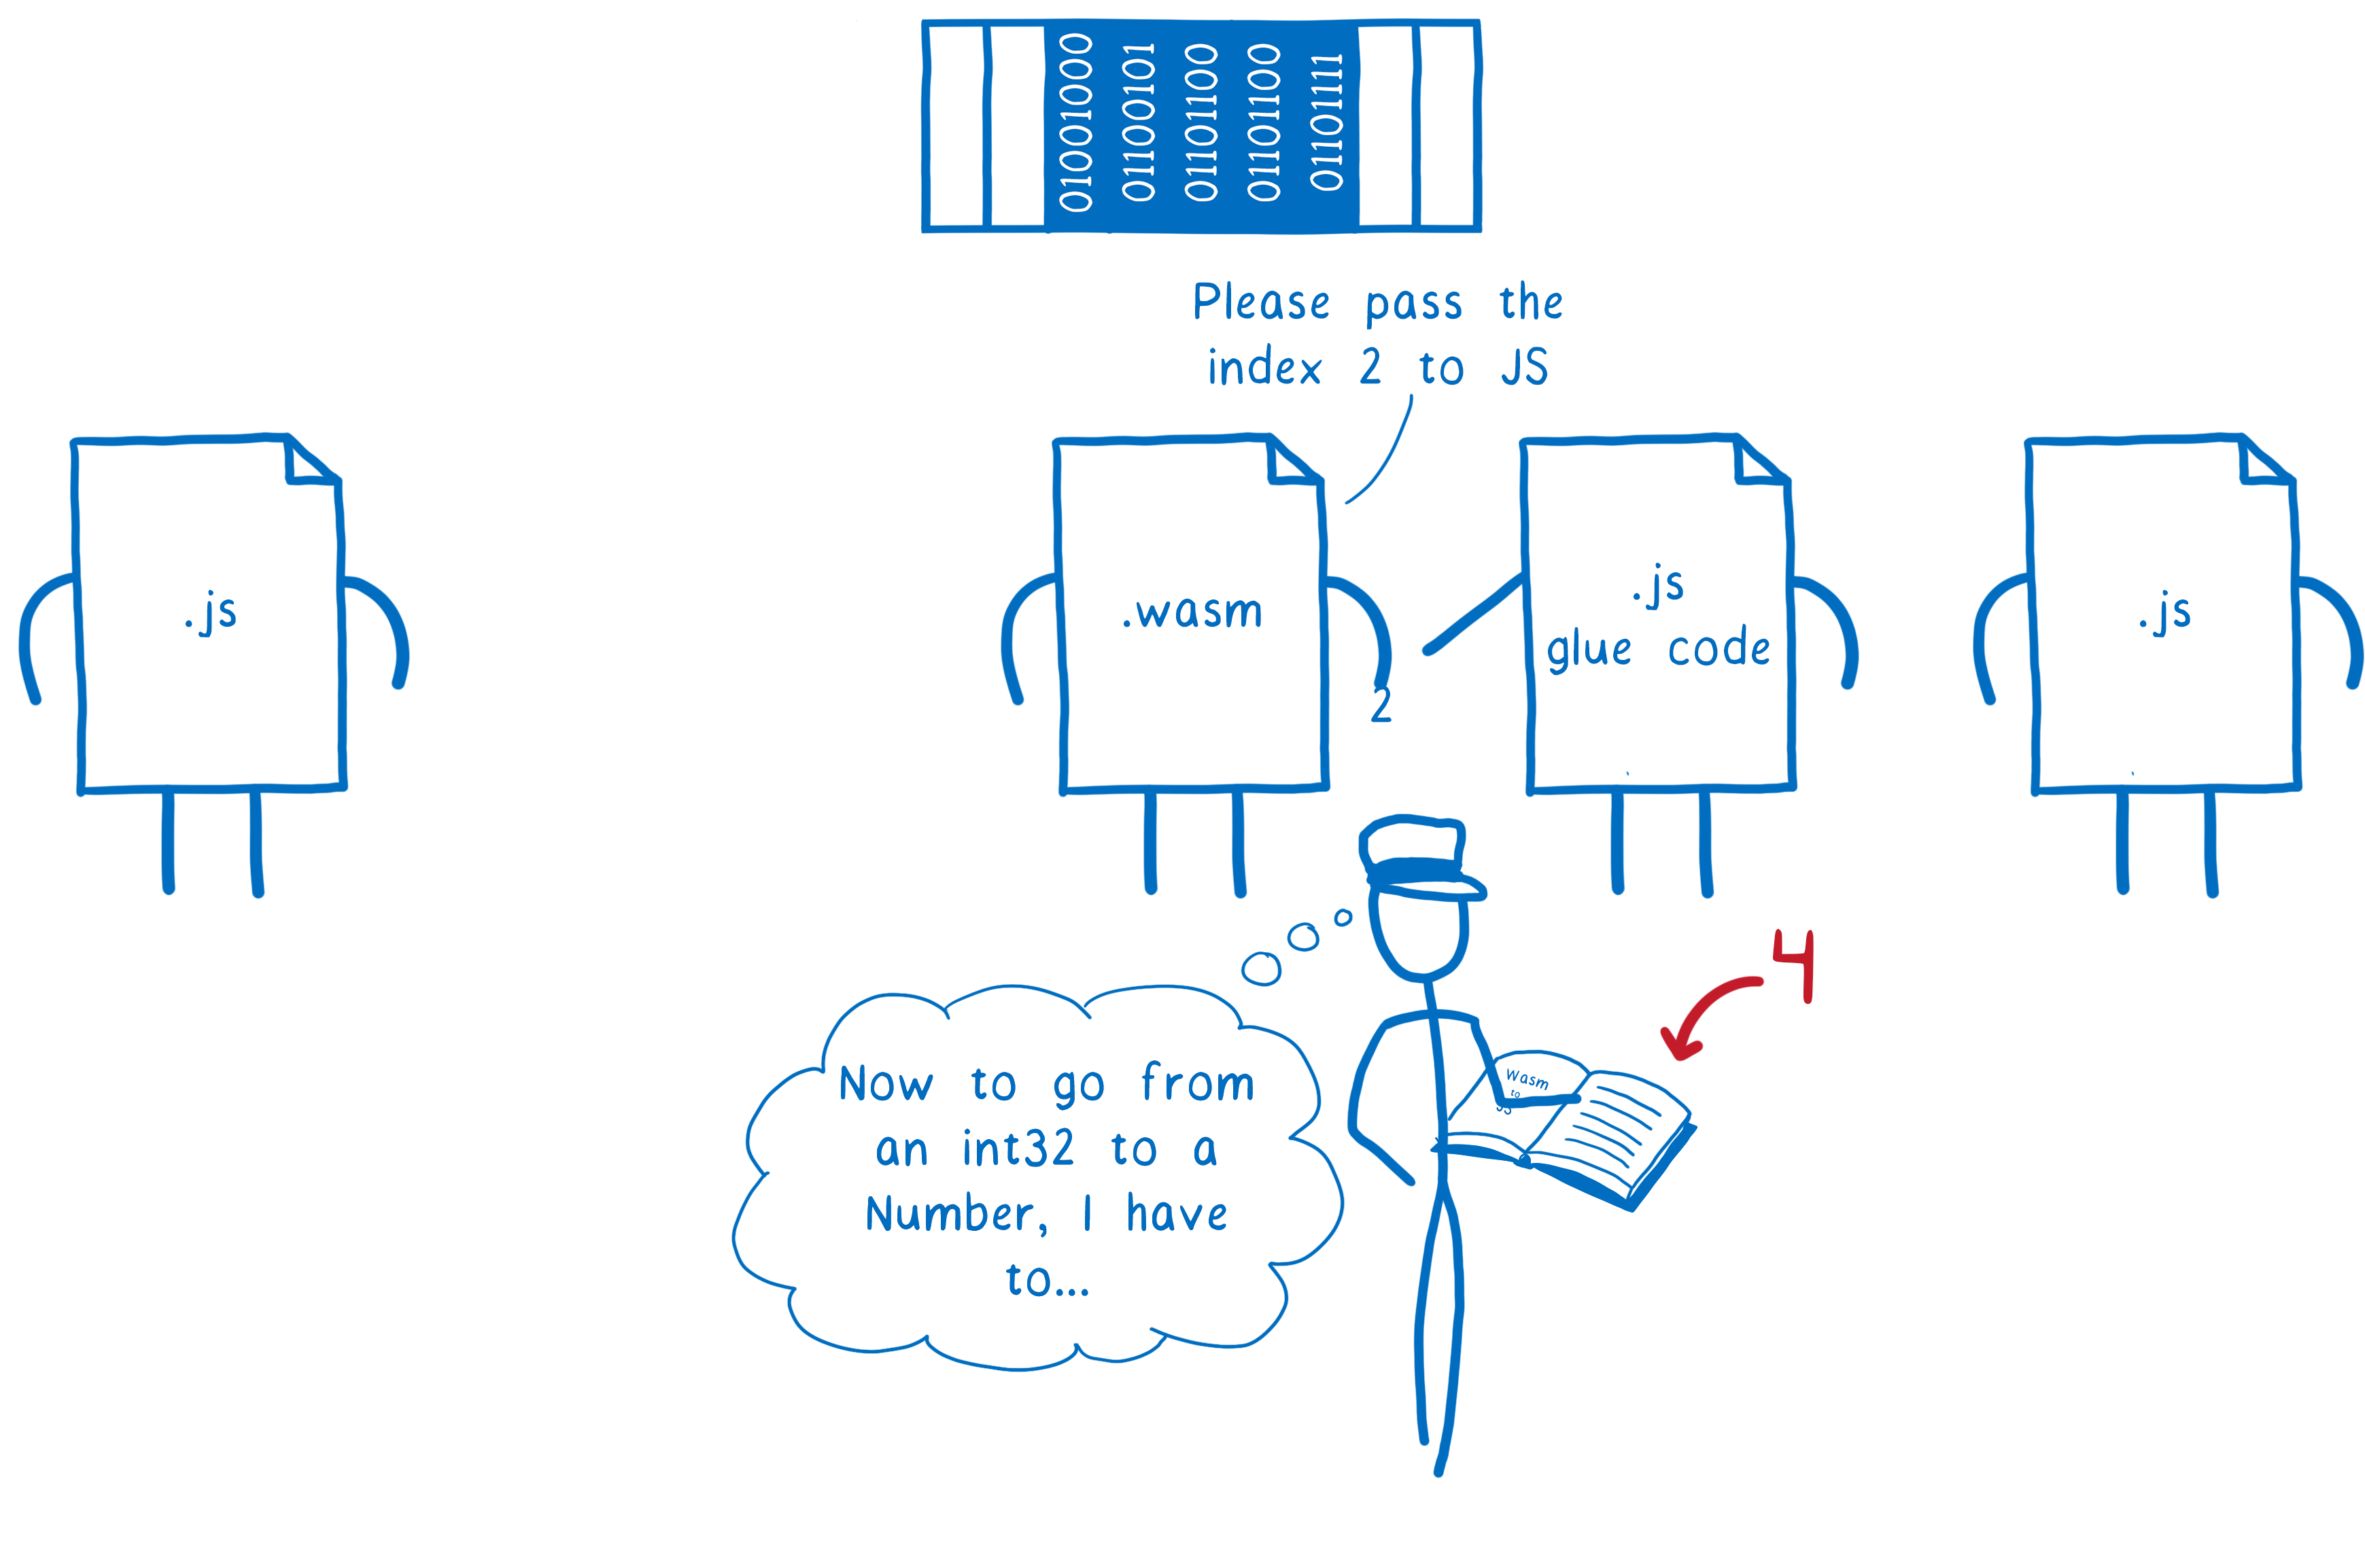 01001000
01100101
01101100
01101100
01101111
Please pass the
index 2 to JS
.js
.wasm
2
.js
glue code
.js
4
Now to go from
an int32 to a
Number, I have
to...
Wasm
to